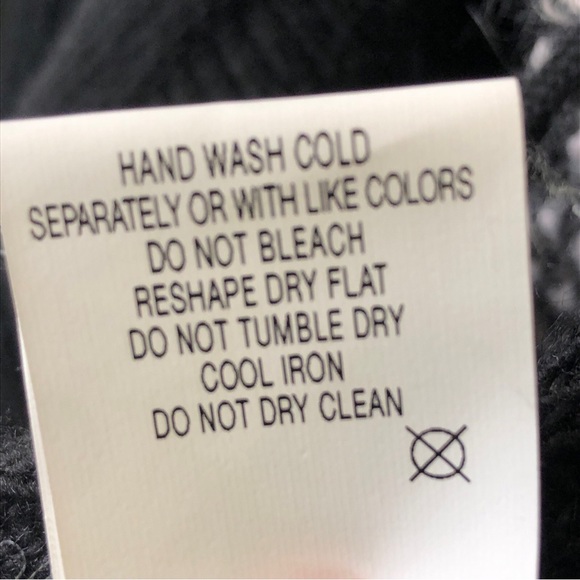 HAND WASH COLD
SEPARATELY OR WITH LIKE COLORS
DO NOT BLEACH
RESHAPE DRY FLAT
DO NOT TUMBLE DRY
COOL IRON
DO NOT DRY CLEAN